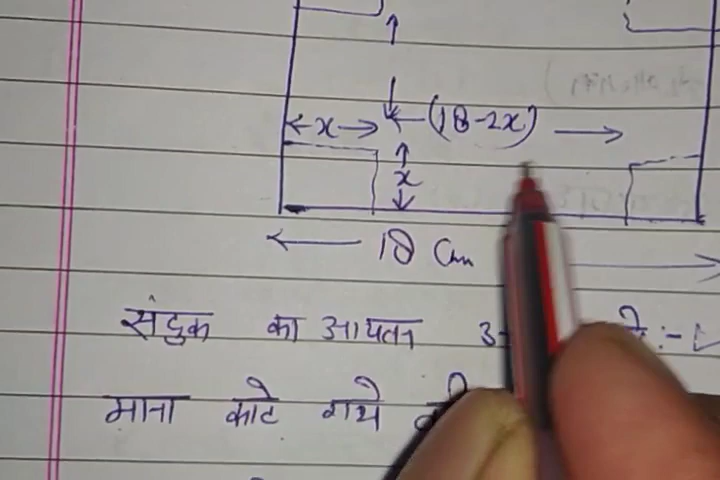 x (18-2x)
x
18 Cm
संदुक का आयतन
माना काटे गये